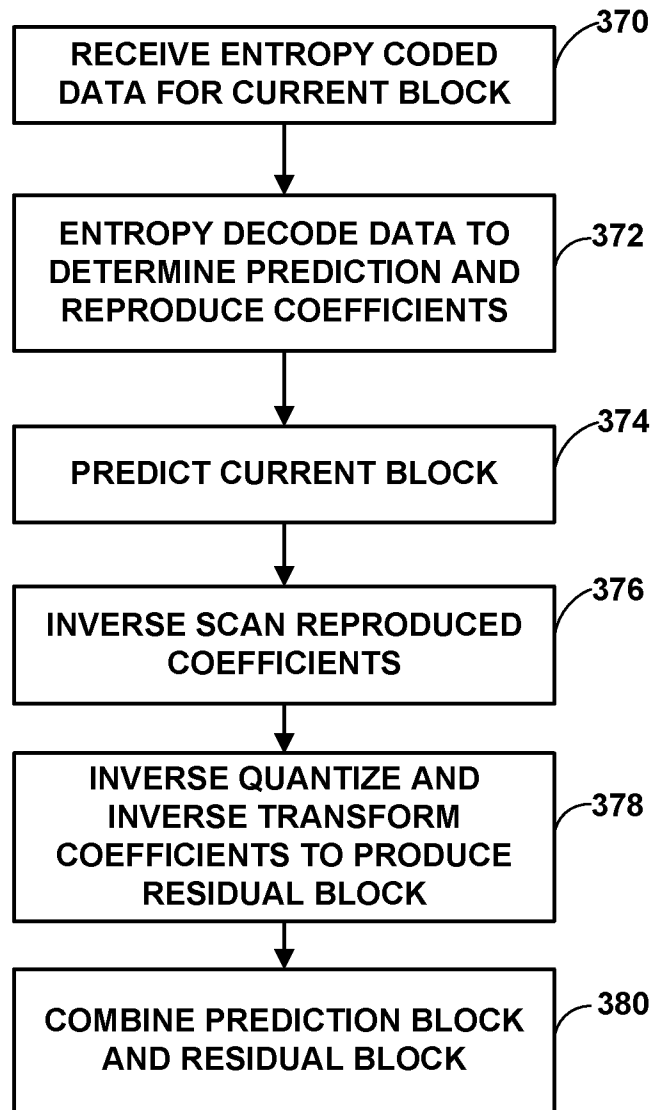 370
RECEIVE ENTROPY CODED
DATA FOR CURRENT BLOCK
372
ENTROPY DECODE DATA TO
DETERMINE PREDICTION AND
REPRODUCE COEFFICIENTS
374
PREDICT CURRENT BLOCK
376
INVERSE SCAN REPRODUCED
COEFFICIENTS
378
INVERSE QUANTIZE AND
INVERSE TRANSFORM
COEFFICIENTS TO PRODUCE
RESIDUAL BLOCK
380
COMBINE PREDICTION BLOCK
AND RESIDUAL BLOCK